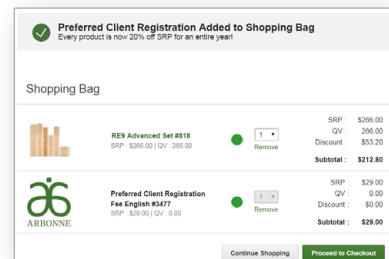 Preferred Client Registration Added to Shopping Bag
Every product is now 20% off SRP for an entire year!
Shopping Bag
RE9 Advanced Set #818
SRP : $266.00 | QV : 266.00
1
Remove
SRP : $266.00
QV : 266.00
Discount : $53.20
Subtotal : $212.80
ARBONNE
Preferred Client Registration
Fee English #3477
SRP : $29.00 | QV : 0.00
1
Remove
SRP : $29.00
QV : 0.00
Discount : $0.00
Subtotal : $29.00
Continue Shopping
Proceed to Checkout